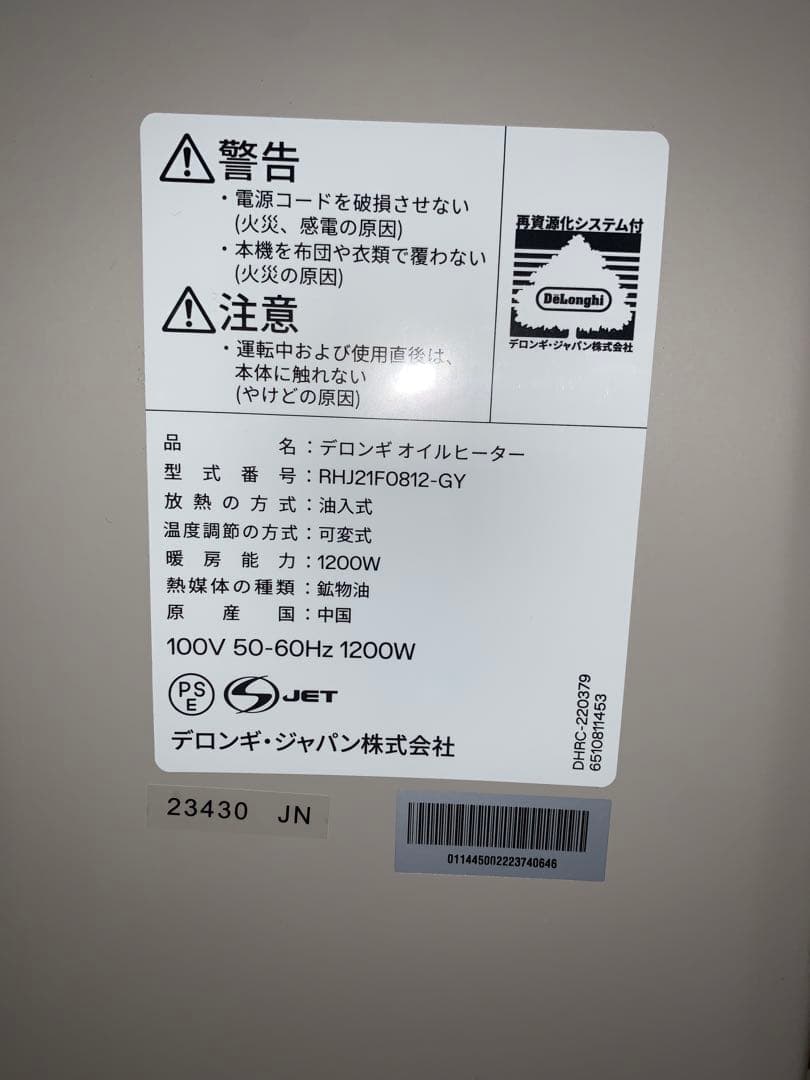 警告
・電源コードを破損させない
(火災、感電の原因)
・本機を布団や衣類で覆わない
(火災の原因)
注意
・運転中および使用直後は、
本体に触れない
(やけどの原因)
再資源化システム付
DeLonghi
デロンギ・ジャパン株式会社
品名：デロンギ オイルヒーター
型式番号：RHJ21F0812-GY
放熱の方式：油入式
温度調節の方式：可変式
暖房能力：1200W
熱媒体の種類：鉱物油
原産国：中国
100V 50-60Hz 1200W
PS
E
JET
デロンギ・ジャパン株式会社
DHRC-220379
6510811453
23430 JN
011445002223740646